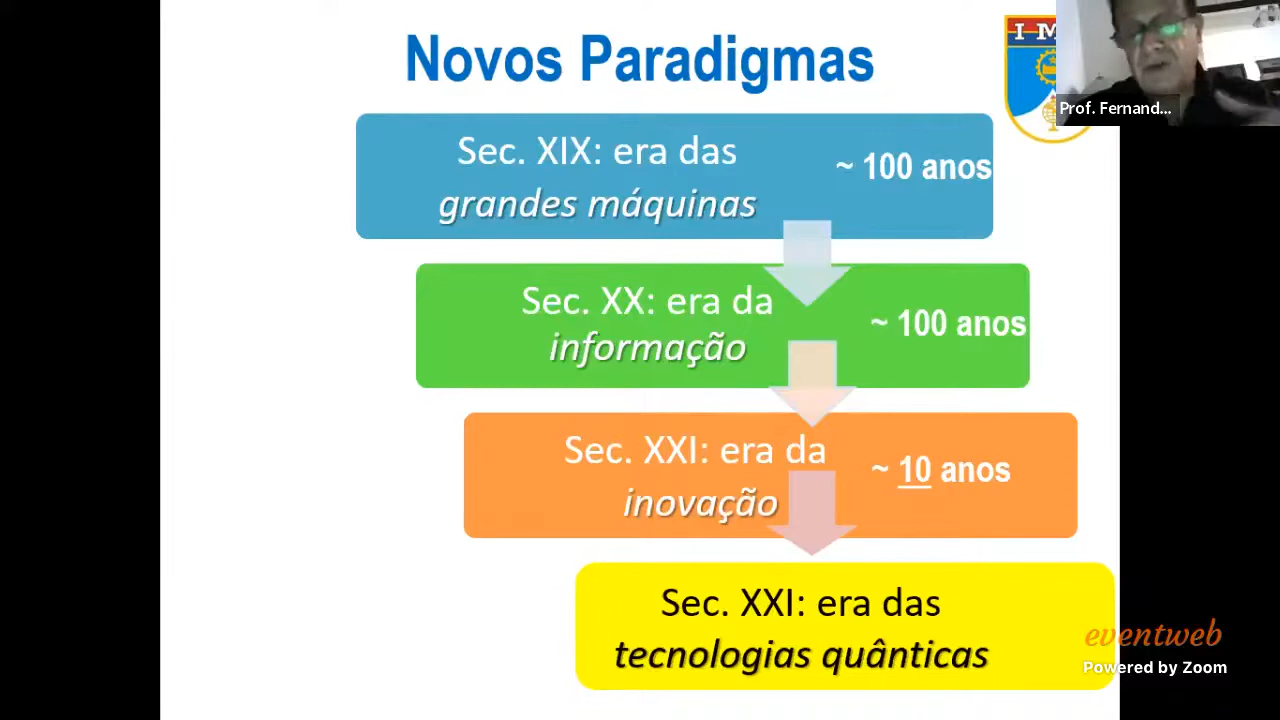 Novos Paradigmas
I M
Prof. Fernand...
Sec. XIX: era das
grandes máquinas
~ 100 anos
Sec. XX: era da
informação
~ 100 anos
Sec. XXI: era da
inovação
~ 10 anos
Sec. XXI: era das
tecnologias quânticas
eventweb
Powered by Zoom